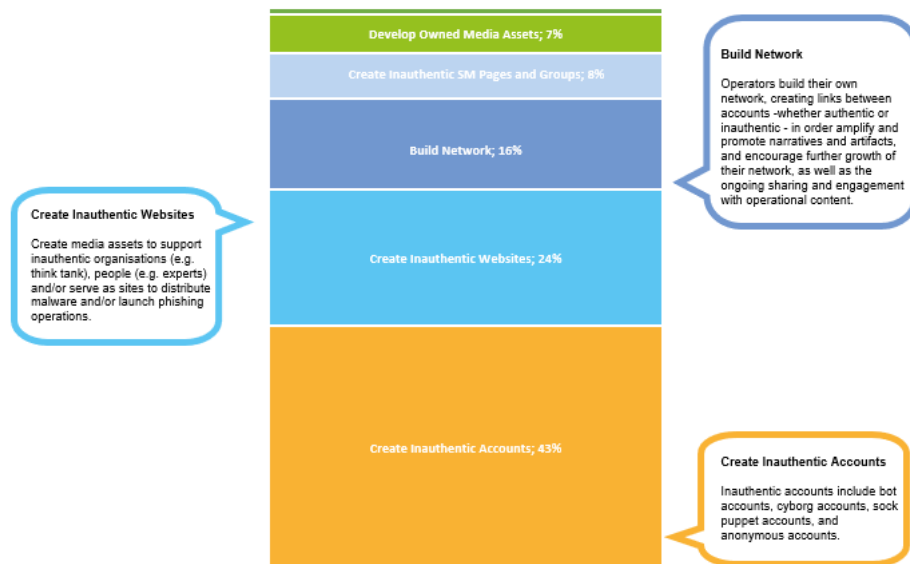 Develop Owned Media Assets; 7%
Create Inauthentic SM Pages and Groups; 8%
Build Network; 16%
Create Inauthentic Websites; 24%
Create Inauthentic Accounts; 43%
Build Network
Operators build their own
network, creating links between
accounts -whether authentic or
inauthentic - in order amplify and
promote narratives and artifacts,
and encourage further growth of
their network, as well as the
ongoing sharing and engagement
with operational content.
Create Inauthentic Websites
Create media assets to support
inauthentic organisations (e.g.
think tank), people (e.g. experts)
and/or serve as sites to distribute
malware and/or launch phishing
operations.
Create Inauthentic Accounts
Inauthentic accounts include bot
accounts, cyborg accounts, sock
puppet accounts, and
anonymous accounts.